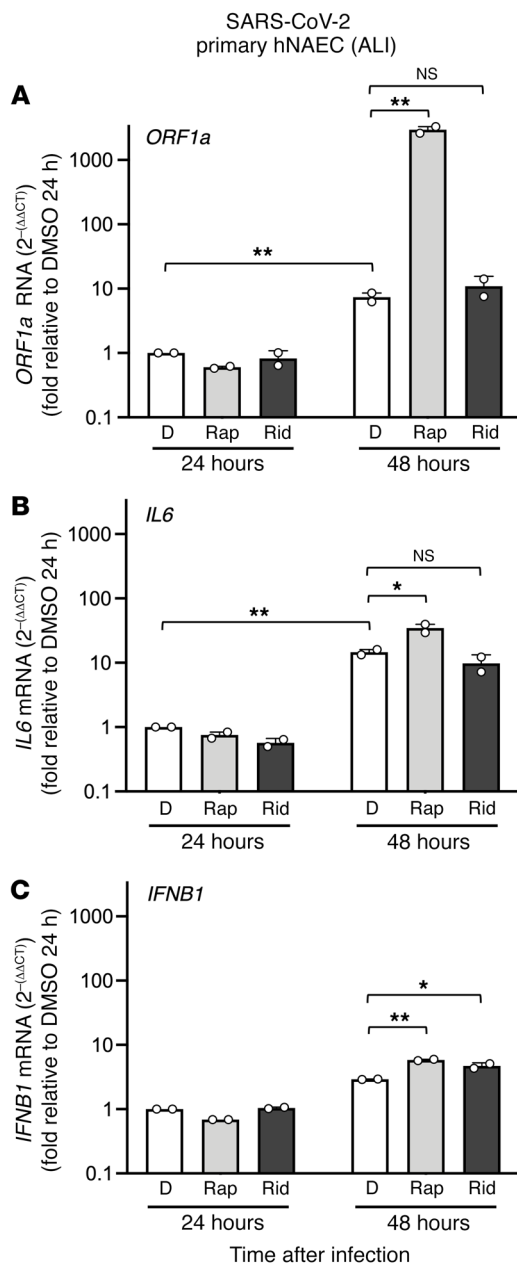 SARS-CoV-2
primary hNAEC (ALI)
A
ORF1a
ORF1a RNA (2–(ΔΔCT))
(fold relative to DMSO 24 h)
1000
100
10
1
0.1
**
**
NS
D Rap Rid D Rap Rid
24 hours 48 hours
B
IL6
IL6 mRNA (2–(ΔΔCT))
(fold relative to DMSO 24 h)
1000
100
10
1
0.1
**
*
NS
D Rap Rid D Rap Rid
24 hours 48 hours
C
IFNB1
IFNB1 mRNA (2–(ΔΔCT))
(fold relative to DMSO 24 h)
1000
100
10
1
0.1
*
**
D Rap Rid D Rap Rid
24 hours 48 hours
Time after infection